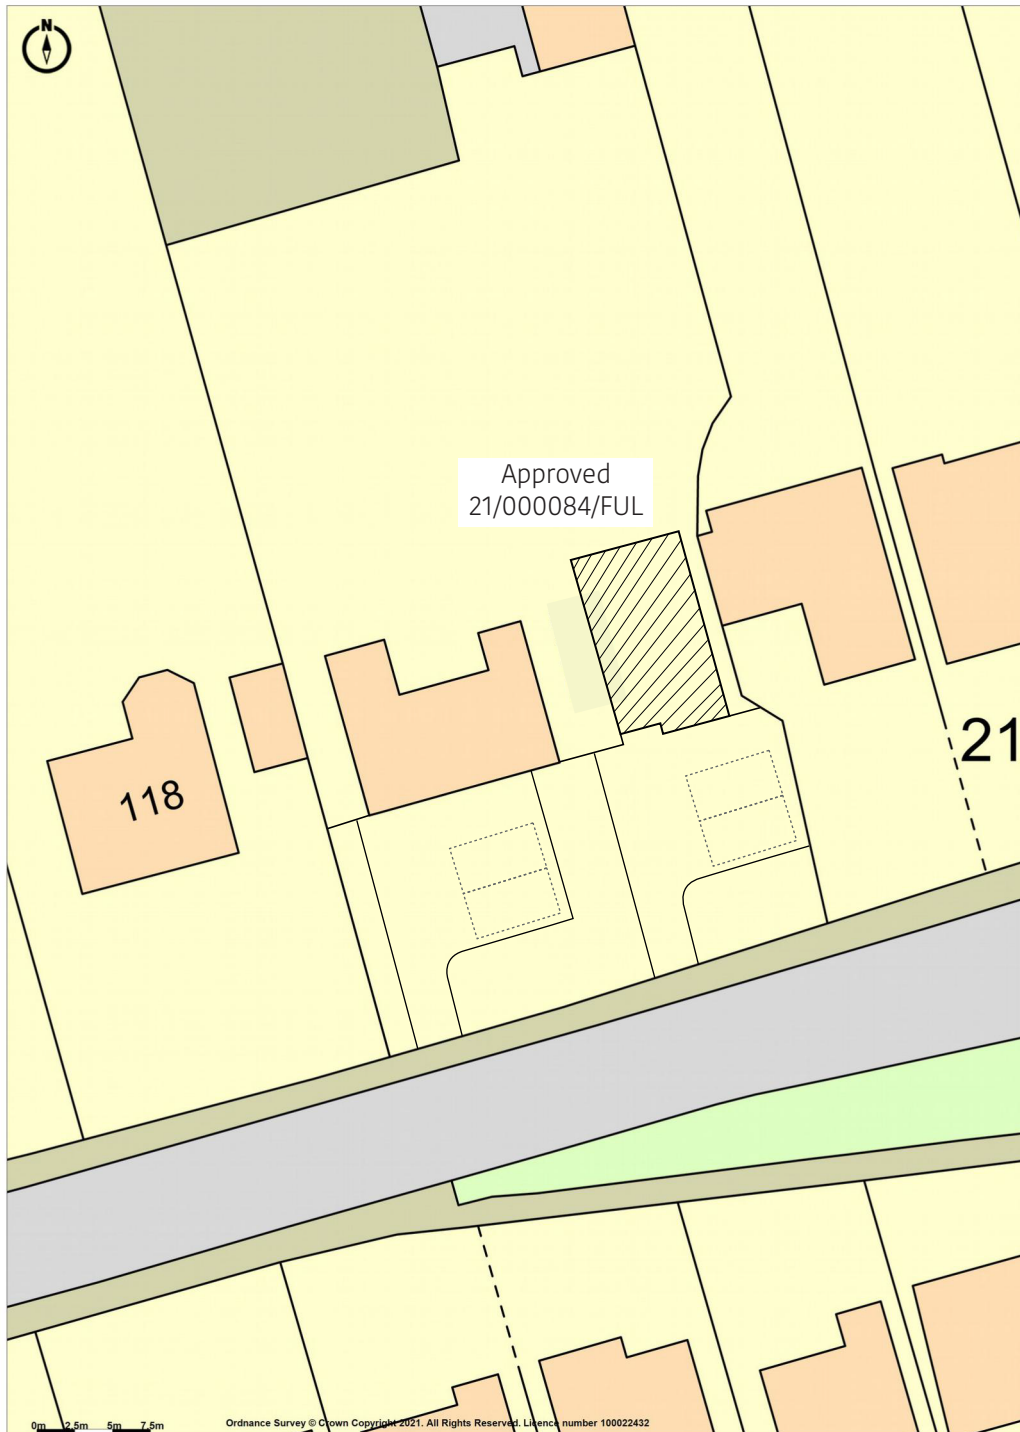 N
Approved
21/000084/FUL
118
21
0m 2.5m 5m 7.5m
Ordnance Survey © Crown Copyright 2021. All Rights Reserved. Licence number 100022432